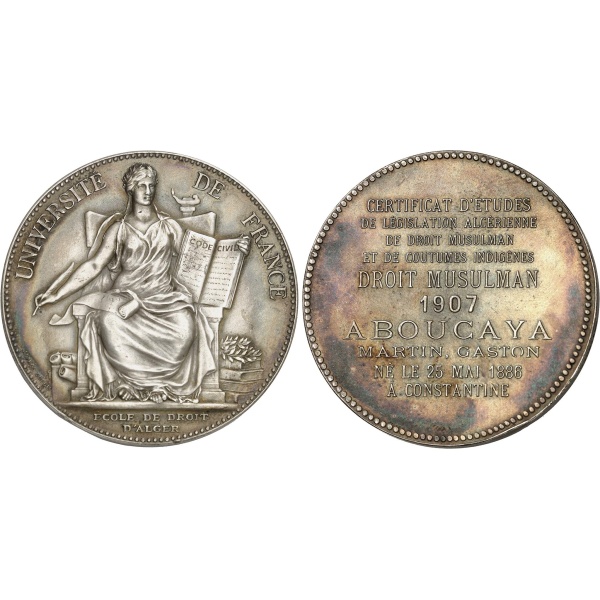 UNIVERSITE DE FRANCE
CODE CIVIL
ECOLE DE DROIT
D'ALGER
CERTIFICAT D'ÉTUDES
DE LÉGISLATION ALGÉRIENNE
DE DROIT MUSULMAN
ET DE COUTUMES INDIGÈNES
DROIT MUSULMAN
1907
ABOUCAYA
MARTIN, GASTON
NÉ LE 25 MAI 1886
À CONSTANTINE